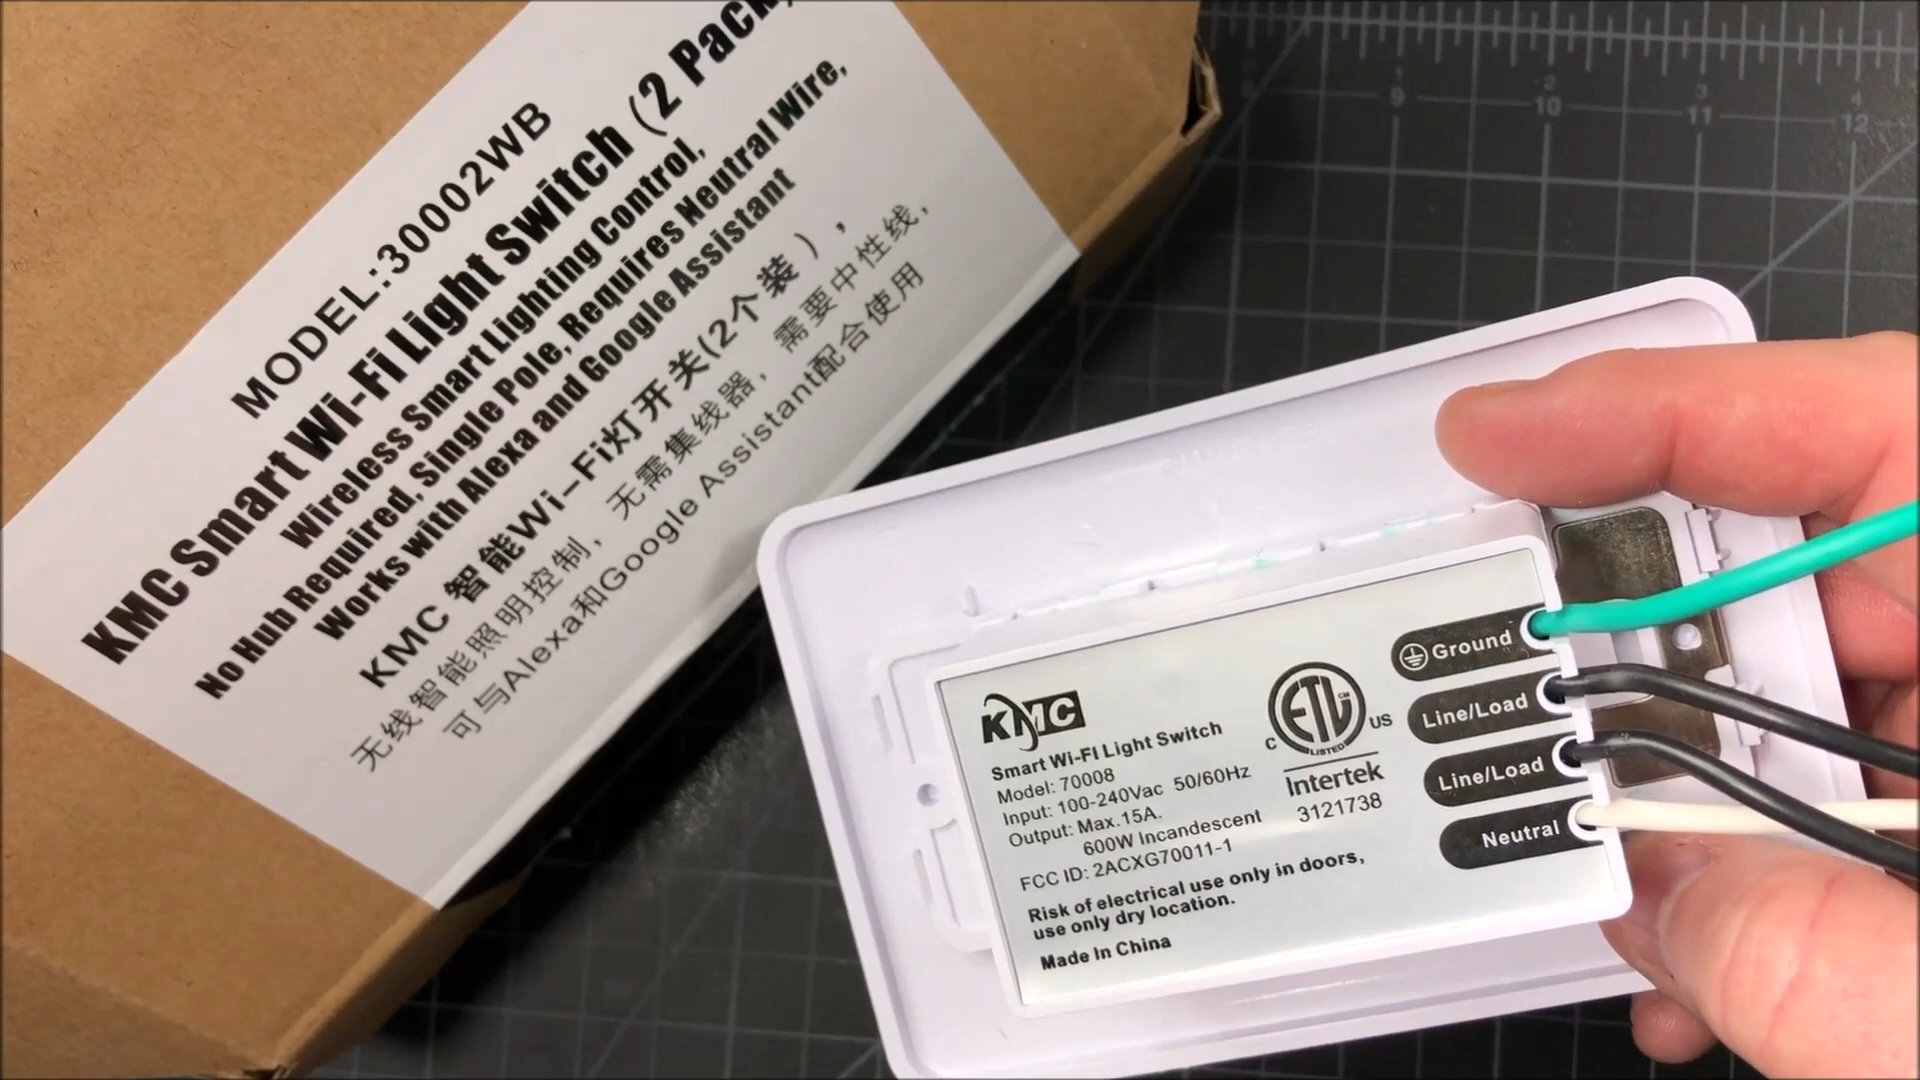 MODEL:30002WB
KMC Smart Wi-Fi Light Switch (2 Pack)
Wireless Smart Lighting Control,
No Hub Required, Single Pole, Requires Neutral Wire,
Works with Alexa and Google Assistant
KMC 智能Wi-Fi灯开关(2个装),
无线智能照明控制, 无需集线器, 需要中性线,
可与Alexa和Google Assistant配合使用
9
10
11
12
1
2
3
4
KMC
Smart Wi-FI Light Switch
Model: 70008
Input: 100-240Vac 50/60Hz
Output: Max.15A.
600W Incandescent
FCC ID: 2ACXG70011-1
Risk of electrical use only in doors,
use only dry location.
Made In China
ETL CM
LISTED
C US
Intertek
3121738
Ground
Line/Load
Line/Load
Neutral